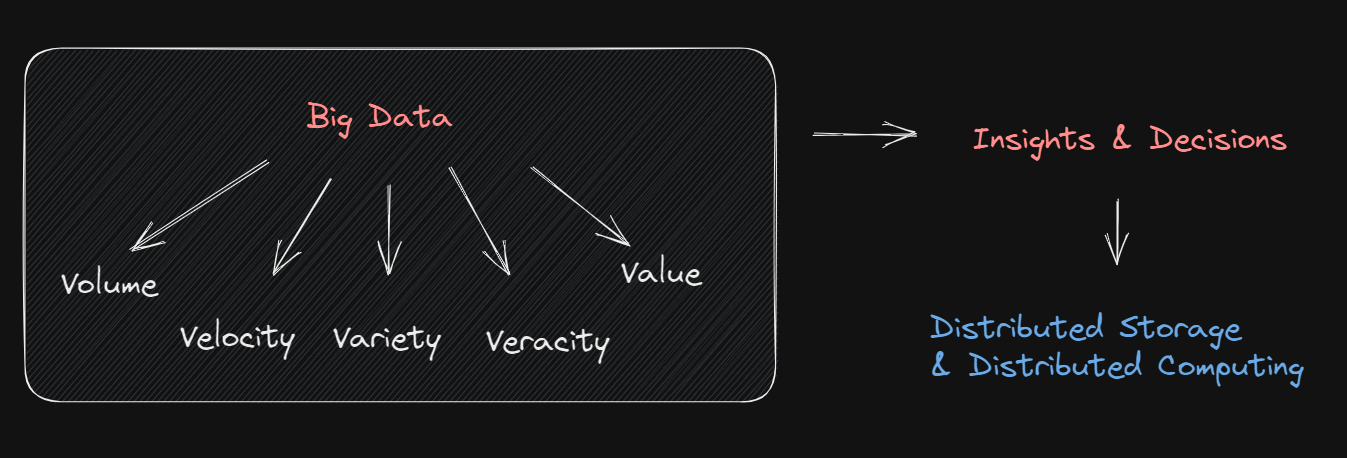 Big Data
Volume
Velocity
Variety
Veracity
Value
Insights & Decisions
Distributed Storage
& Distributed Computing